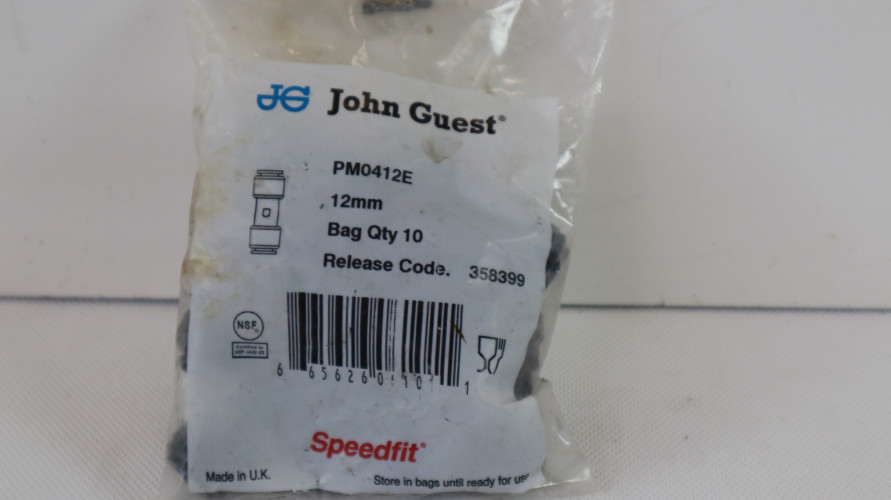 JG John Guest®
PM0412E
12mm
Bag Qty 10
Release Code. 358399
NSF®
Speedfit®
Made in U.K.
Store in bags until ready for use